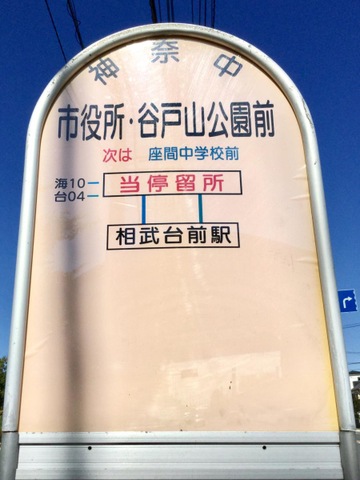 神奈中
市役所・谷戸山公園前
次は 座間中学校前
海10
当停留所
台04
相武台前駅